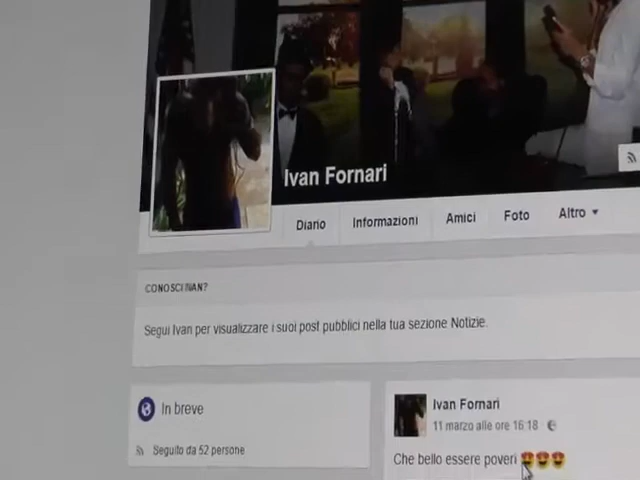 Ivan Fornari
Diario Informazioni Amici Foto Altro
CONOSCI IVAN?
Segui Ivan per visualizzare i suoi post pubblici nella tua sezione Notizie.
In breve
Seguito da 52 persone
Ivan Fornari
11 marzo alle ore 16:18
Che bello essere poveri 😍😍😍